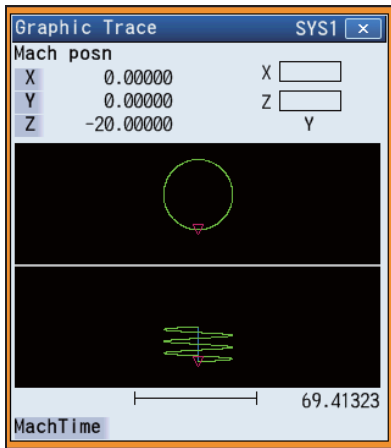 Graphic Trace SYS1 ×
Mach posn
X 0.00000 X
Y 0.00000 Z
Z -20.00000 Y
69.41323
MachTime